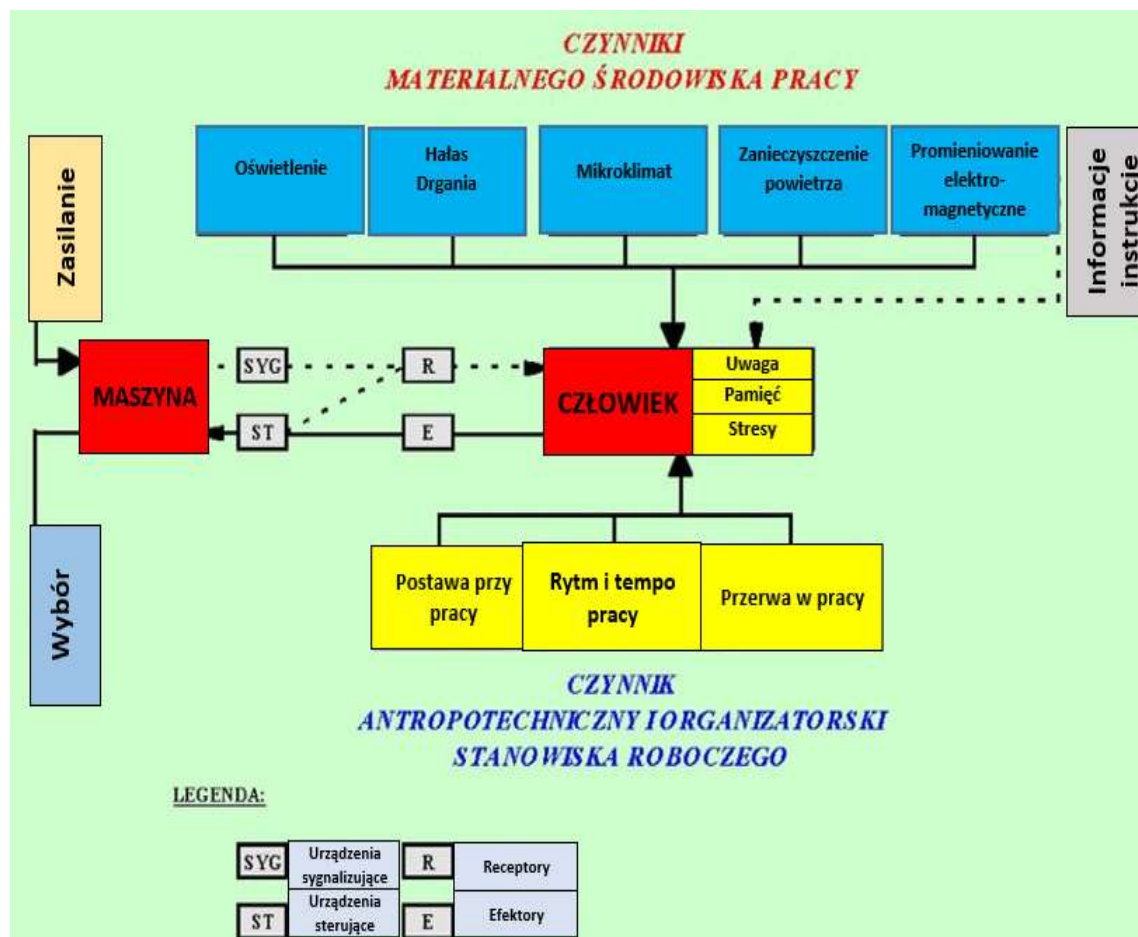 CZYNNIKI
MATERIALNEGO ŚRODOWISKA PRACY
Zasilanie
Oświetlenie
Hałas
Drgania
Mikroklimat
Zanieczyszczenie
powietrza
Promieniowanie
elektro-
magnetyczne
Informacje
instrukcje
MASZYNA
SYG
R
ST
E
CZŁOWIEK
Uwaga
Pamięć
Stresy
Wybór
Postawa przy
pracy
Rytm i tempo
pracy
Przerwa w pracy
CZYNNIK
ANTROPOTECHNICZNY I ORGANIZATORSKI
STANOWISKA ROBOCZEGO
LEGENDA:
SYG
Urządzenia
sygnalizujące
R
Receptory
ST
Urządzenia
sterujące
E
Efektory